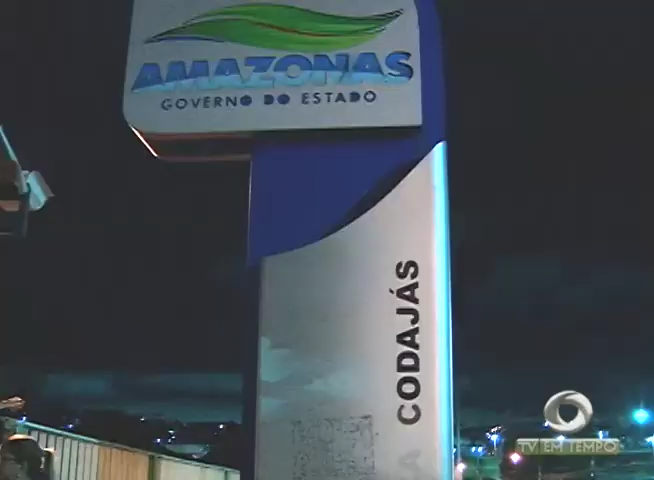 AMAZONAS
GOVERNO DO ESTADO
CODAJÁS
TV EM TEMPO